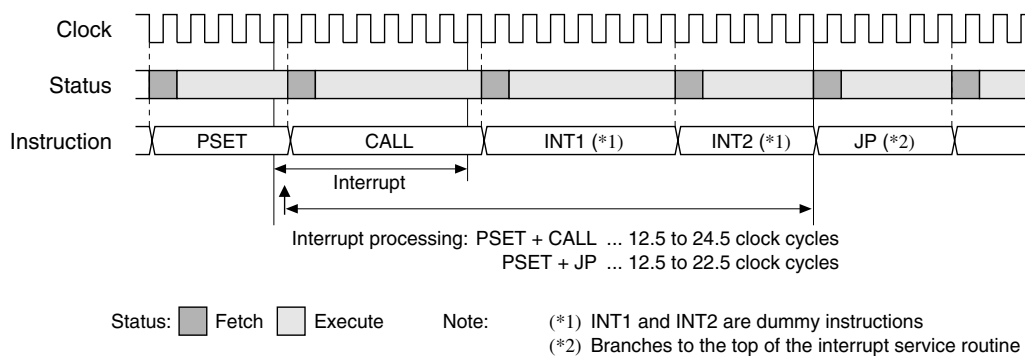 Clock
Status
Instruction PSET CALL INT1 (*1) INT2 (*1) JP (*2)
Interrupt
Interrupt processing: PSET + CALL ... 12.5 to 24.5 clock cycles
PSET + JP ... 12.5 to 22.5 clock cycles
Status: Fetch Execute Note: (*1) INT1 and INT2 are dummy instructions
(*2) Branches to the top of the interrupt service routine